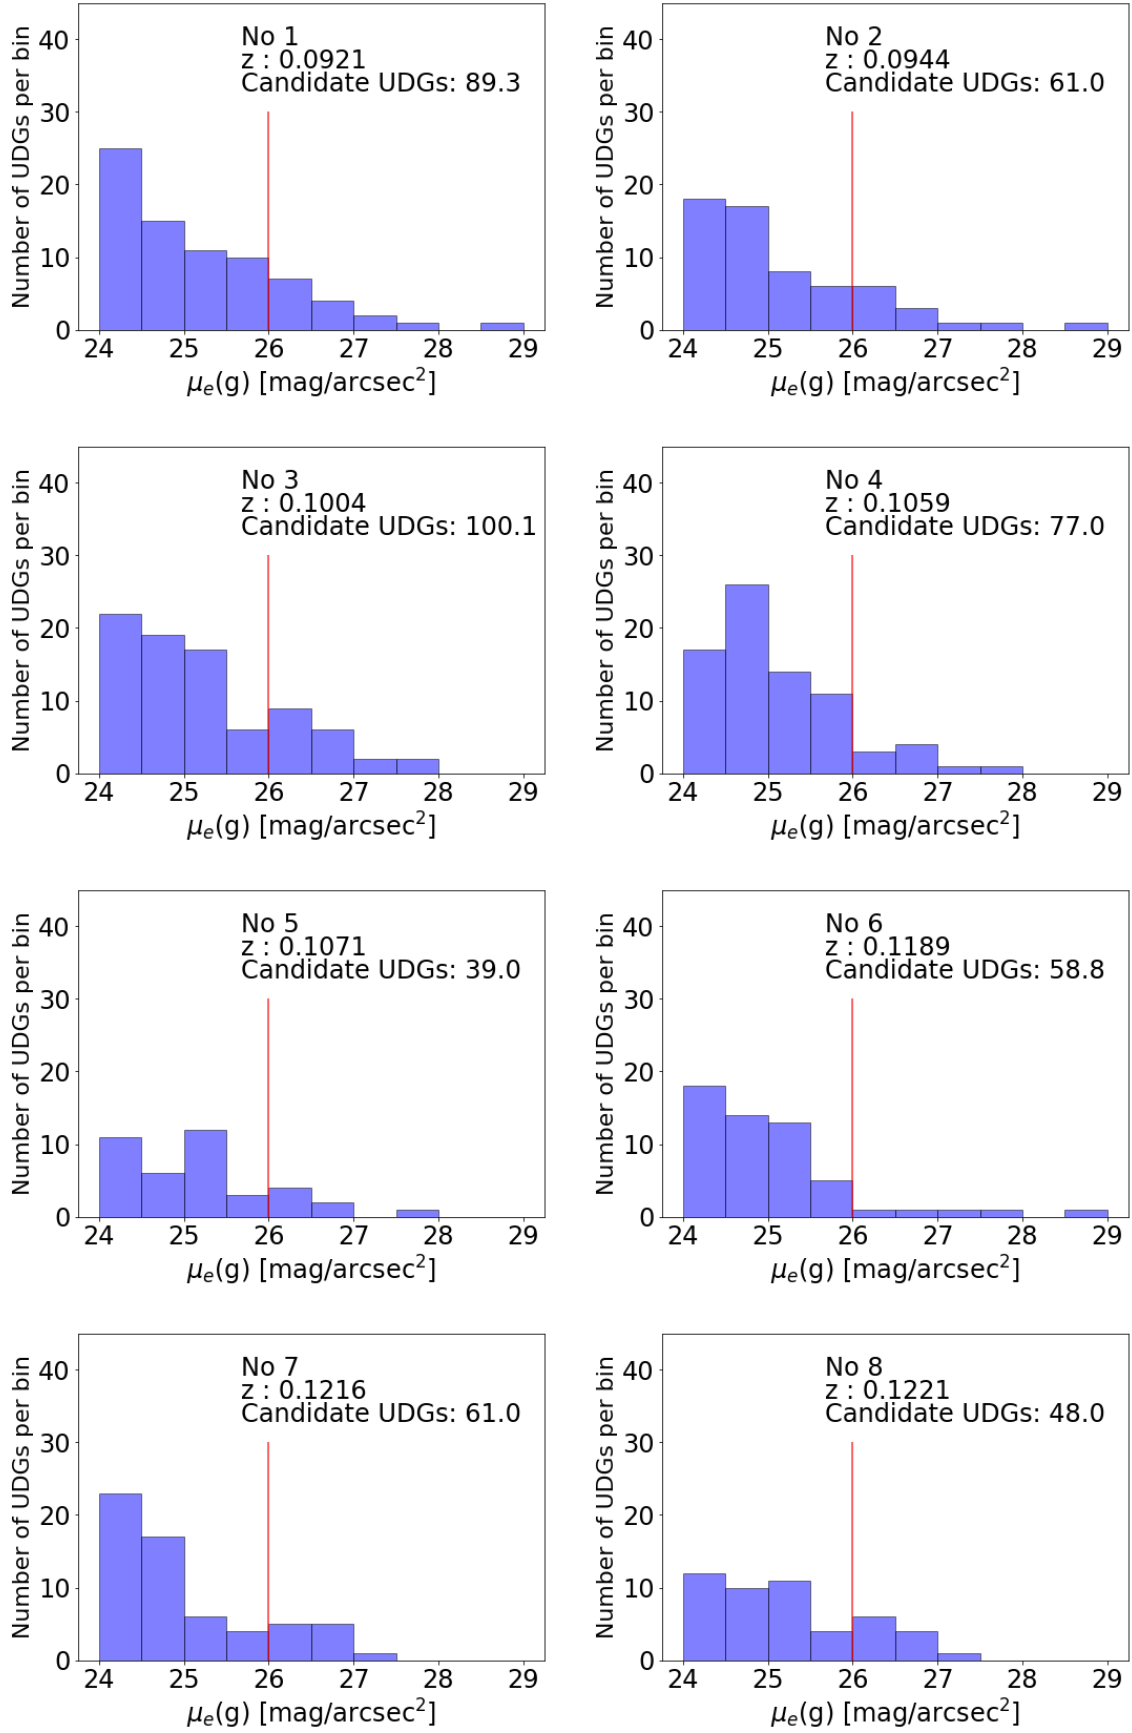 No 1
z : 0.0921
Candidate UDGs: 89.3
Number of UDGs per bin
40
30
20
10
0
24 25 26 27 28 29
μe(g) [mag/arcsec²]
No 2
z : 0.0944
Candidate UDGs: 61.0
Number of UDGs per bin
40
30
20
10
0
24 25 26 27 28 29
μe(g) [mag/arcsec²]
No 3
z : 0.1004
Candidate UDGs: 100.1
Number of UDGs per bin
40
30
20
10
0
24 25 26 27 28 29
μe(g) [mag/arcsec²]
No 4
z : 0.1059
Candidate UDGs: 77.0
Number of UDGs per bin
40
30
20
10
0
24 25 26 27 28 29
μe(g) [mag/arcsec²]
No 5
z : 0.1071
Candidate UDGs: 39.0
Number of UDGs per bin
40
30
20
10
0
24 25 26 27 28 29
μe(g) [mag/arcsec²]
No 6
z : 0.1189
Candidate UDGs: 58.8
Number of UDGs per bin
40
30
20
10
0
24 25 26 27 28 29
μe(g) [mag/arcsec²]
No 7
z : 0.1216
Candidate UDGs: 61.0
Number of UDGs per bin
40
30
20
10
0
24 25 26 27 28 29
μe(g) [mag/arcsec²]
No 8
z : 0.1221
Candidate UDGs: 48.0
Number of UDGs per bin
40
30
20
10
0
24 25 26 27 28 29
μe(g) [mag/arcsec²]